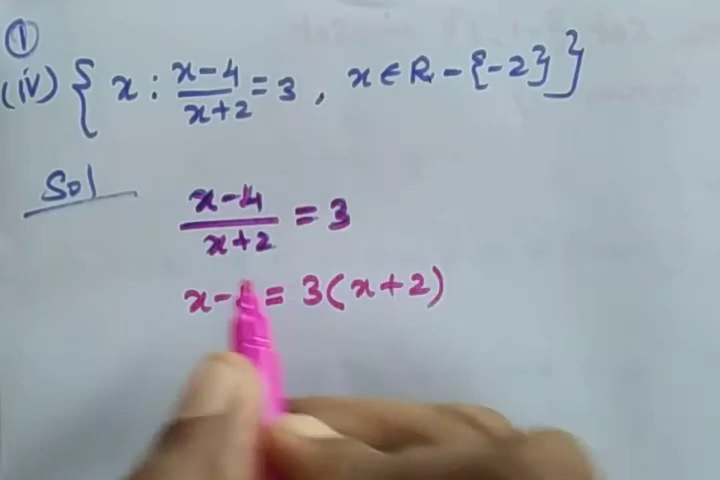 ①
(iv) { x : x-4/x+2 = 3 , x ∈ R - {-2} }
Sol
x-4/x+2 = 3
x- = 3(x+2)